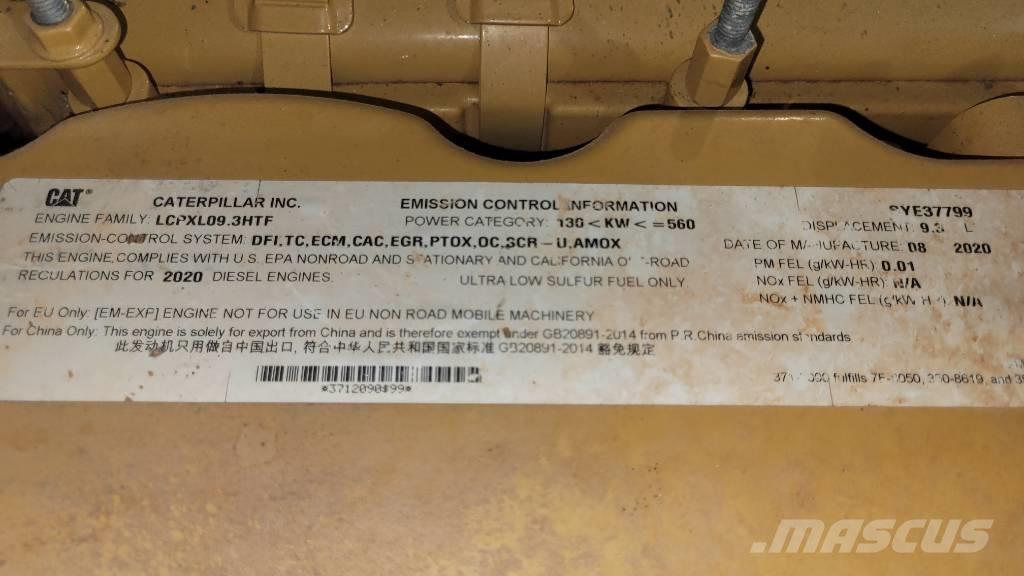 CAT® CATERPILLAR INC. EMISSION CONTROL INFORMATION YE37799
ENGINE FAMILY: LCPXL09.3HTF POWER CATEGORY: 130 < KW < = 560 DISPLACEMENT: 9.3 L
EMISSION-CONTROL SYSTEM: DFI,TC,ECM,CAC,EGR,PTOX,OC,SCR-U,AMOX DATE OF MANUFACTURE: 08 2020
THIS ENGINE COMPLIES WITH U.S. EPA NONROAD AND STATIONARY AND CALIFORNIA OFF-ROAD PM FEL (g/kW-HR): 0.01
REGULATIONS FOR 2020 DIESEL ENGINES. ULTRA LOW SULFUR FUEL ONLY. NOx FEL (g/kW-HR): N/A
NOx + NMHC FEL (g/kW-HR): N/A
For EU Only: [EM-EXP] ENGINE NOT FOR USE IN EU NON ROAD MOBILE MACHINERY
For China Only: This engine is solely for export from China and is therefore exempt under GB20891-2014 from P.R.China emission standards
此发动机只用做自中国出口, 符合中华人民共和国国家标准 GB20891-2014 豁免规定
fulfills 7E- and
*3712090#99*
MASCUS